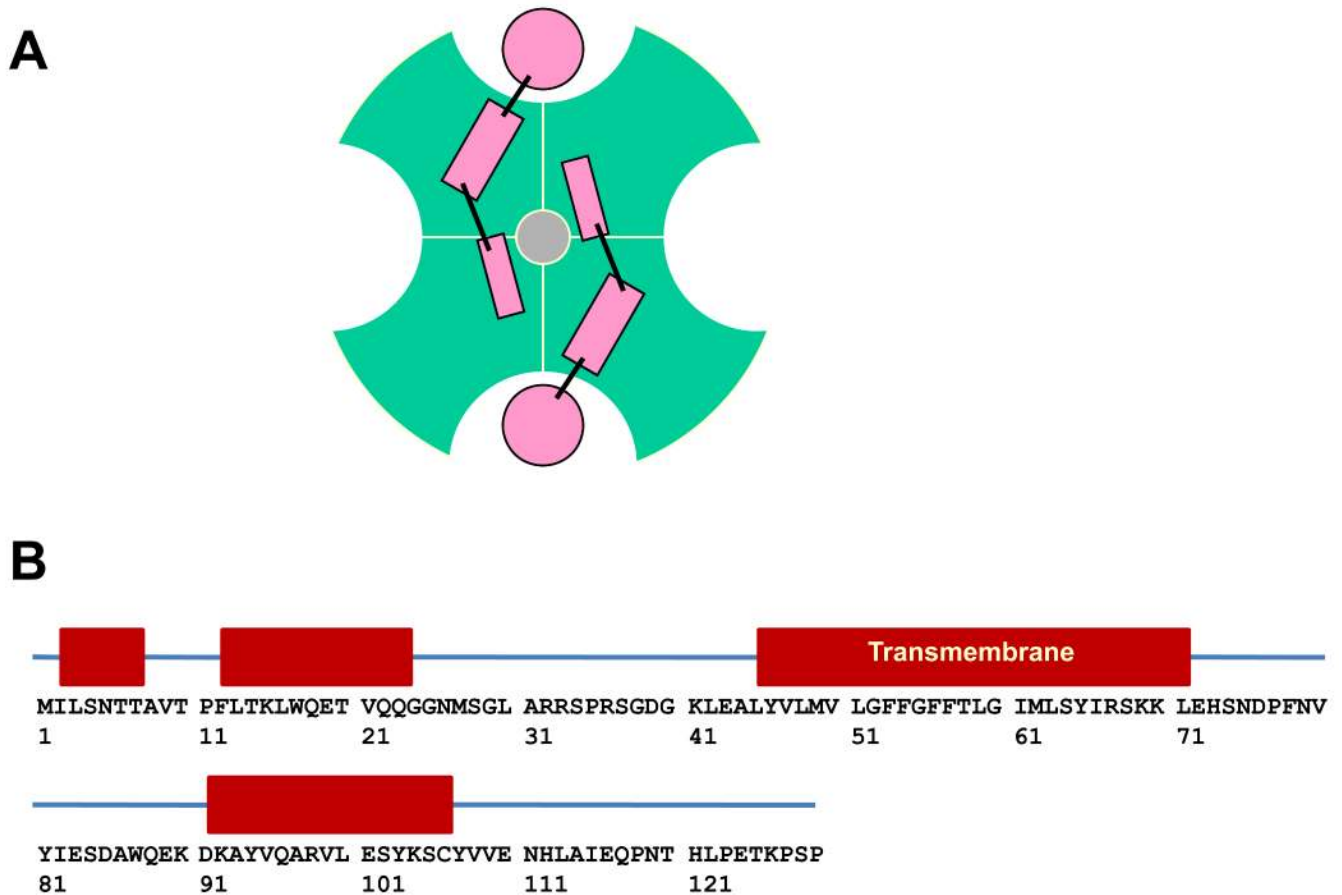 A
B
Transmembrane
MILSNTTAVT PFLTKLWQET VQQGGNMSGL ARRSPRSGDG KLEALYVLMV LGFFGFFTLG IMLSYIRSKK LEHSNDPFNV
1 11 21 31 41 51 61 71
YIESDAWQEK DKAYVQARVL ESYKSCYVVE NHLAIEQPNT HLPETKPSP
81 91 101 111 121